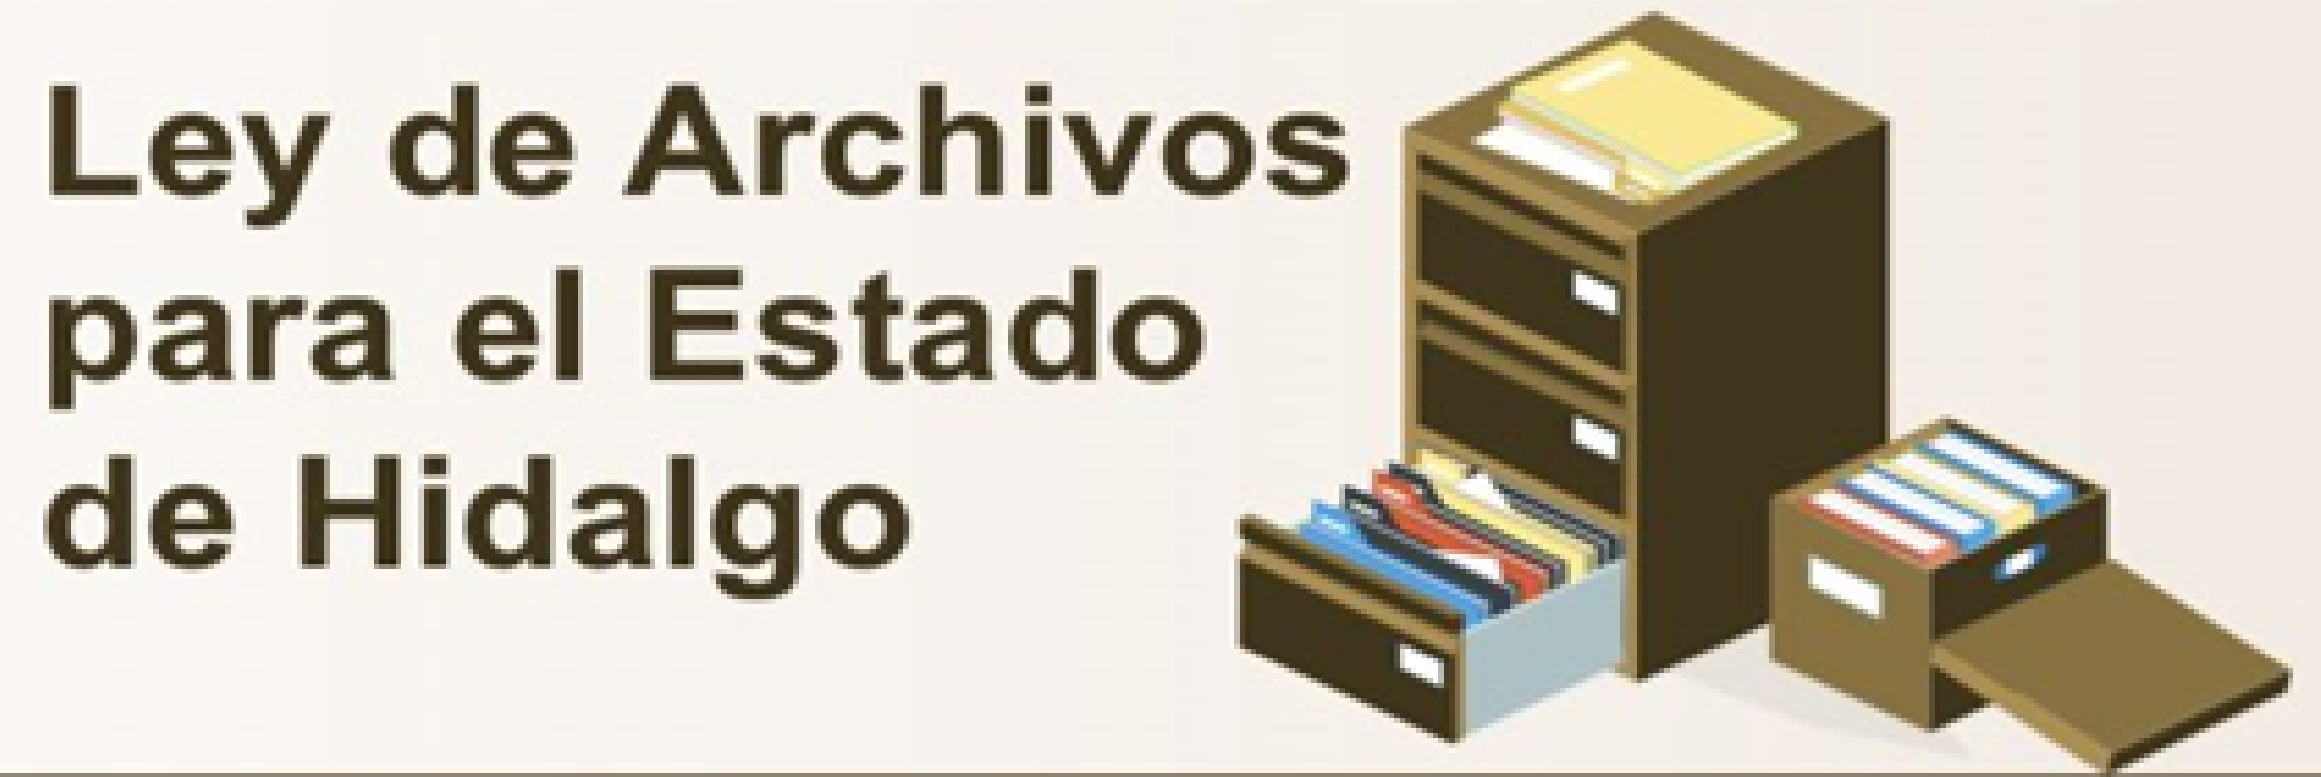 Ley de Archivos
para el Estado
de Hidalgo